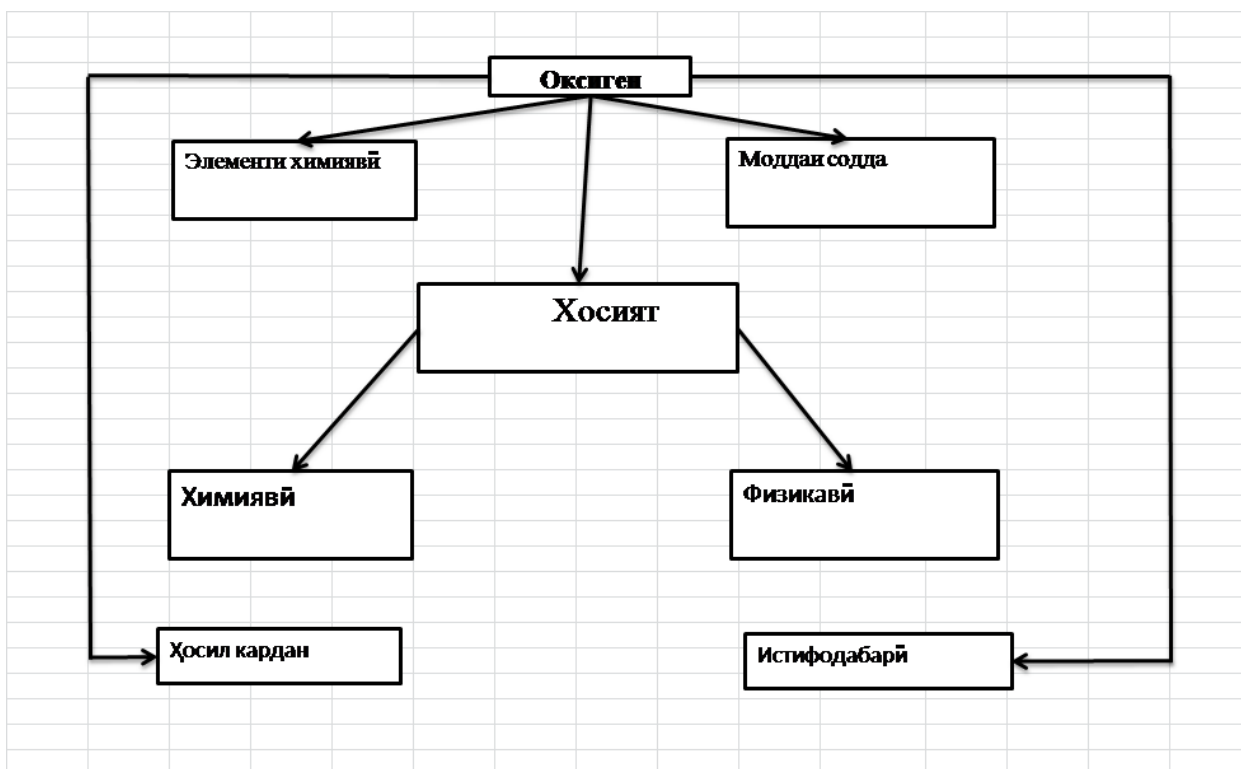 Оксиген
Элементи химиявӣ
Моддаи содда
Хосият
Химиявӣ
Физикавӣ
Ҳосил кардан
Истифодабарӣ